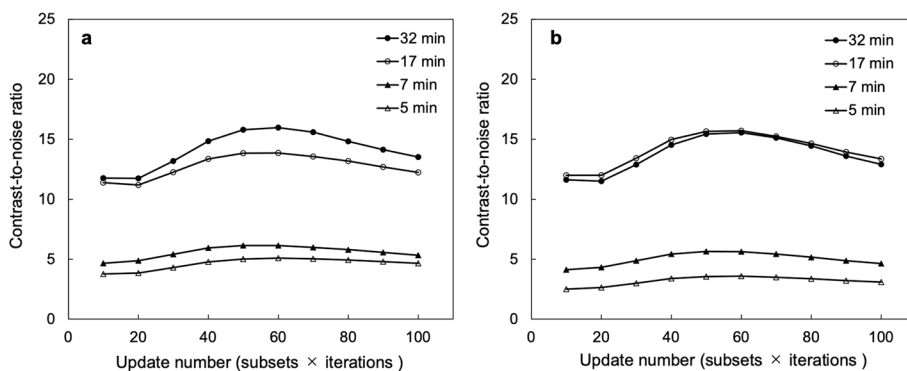 a
32 min
17 min
7 min
5 min
Contrast-to-noise ratio
25
20
15
10
5
0
0 20 40 60 80 100
Update number (subsets × iterations )
b
32 min
17 min
7 min
5 min
Contrast-to-noise ratio
25
20
15
10
5
0
0 20 40 60 80 100
Update number (subsets × iterations )